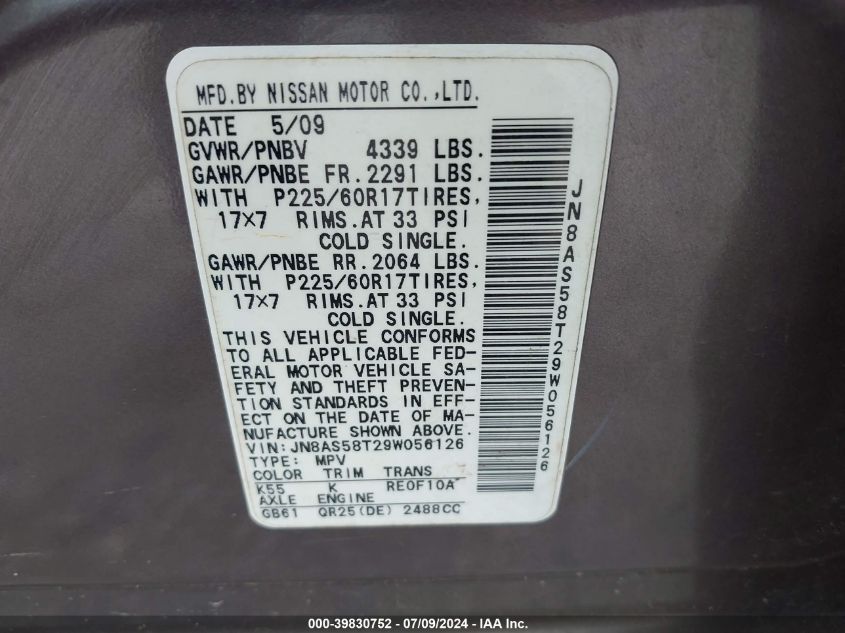 MFD.BY NISSAN MOTOR CO.,LTD.
DATE 5/09
GVWR/PNBV 4339 LBS.
GAWR/PNBE FR.2291 LBS.
WITH P225/60R17TIRES,
17×7 RIMS.AT 33 PSI
COLD SINGLE.
GAWR/PNBE RR.2064 LBS.
WITH P225/60R17TIRES,
17×7 RIMS.AT 33 PSI
COLD SINGLE.
THIS VEHICLE CONFORMS
TO ALL APPLICABLE FED-
ERAL MOTOR VEHICLE SA-
FETY AND THEFT PREVEN-
TION STANDARDS IN EFF-
ECT ON THE DATE OF MA-
NUFACTURE SHOWN ABOVE.
VIN:JN8AS58T29W056126
TYPE: MPV
COLOR TRIM TRANS
K55 K RE0F10A
AXLE ENGINE
GB61 QR25(DE) 2488CC
JN8AS58T29W056126
000-39830752 - 07/09/2024 - IAA Inc.